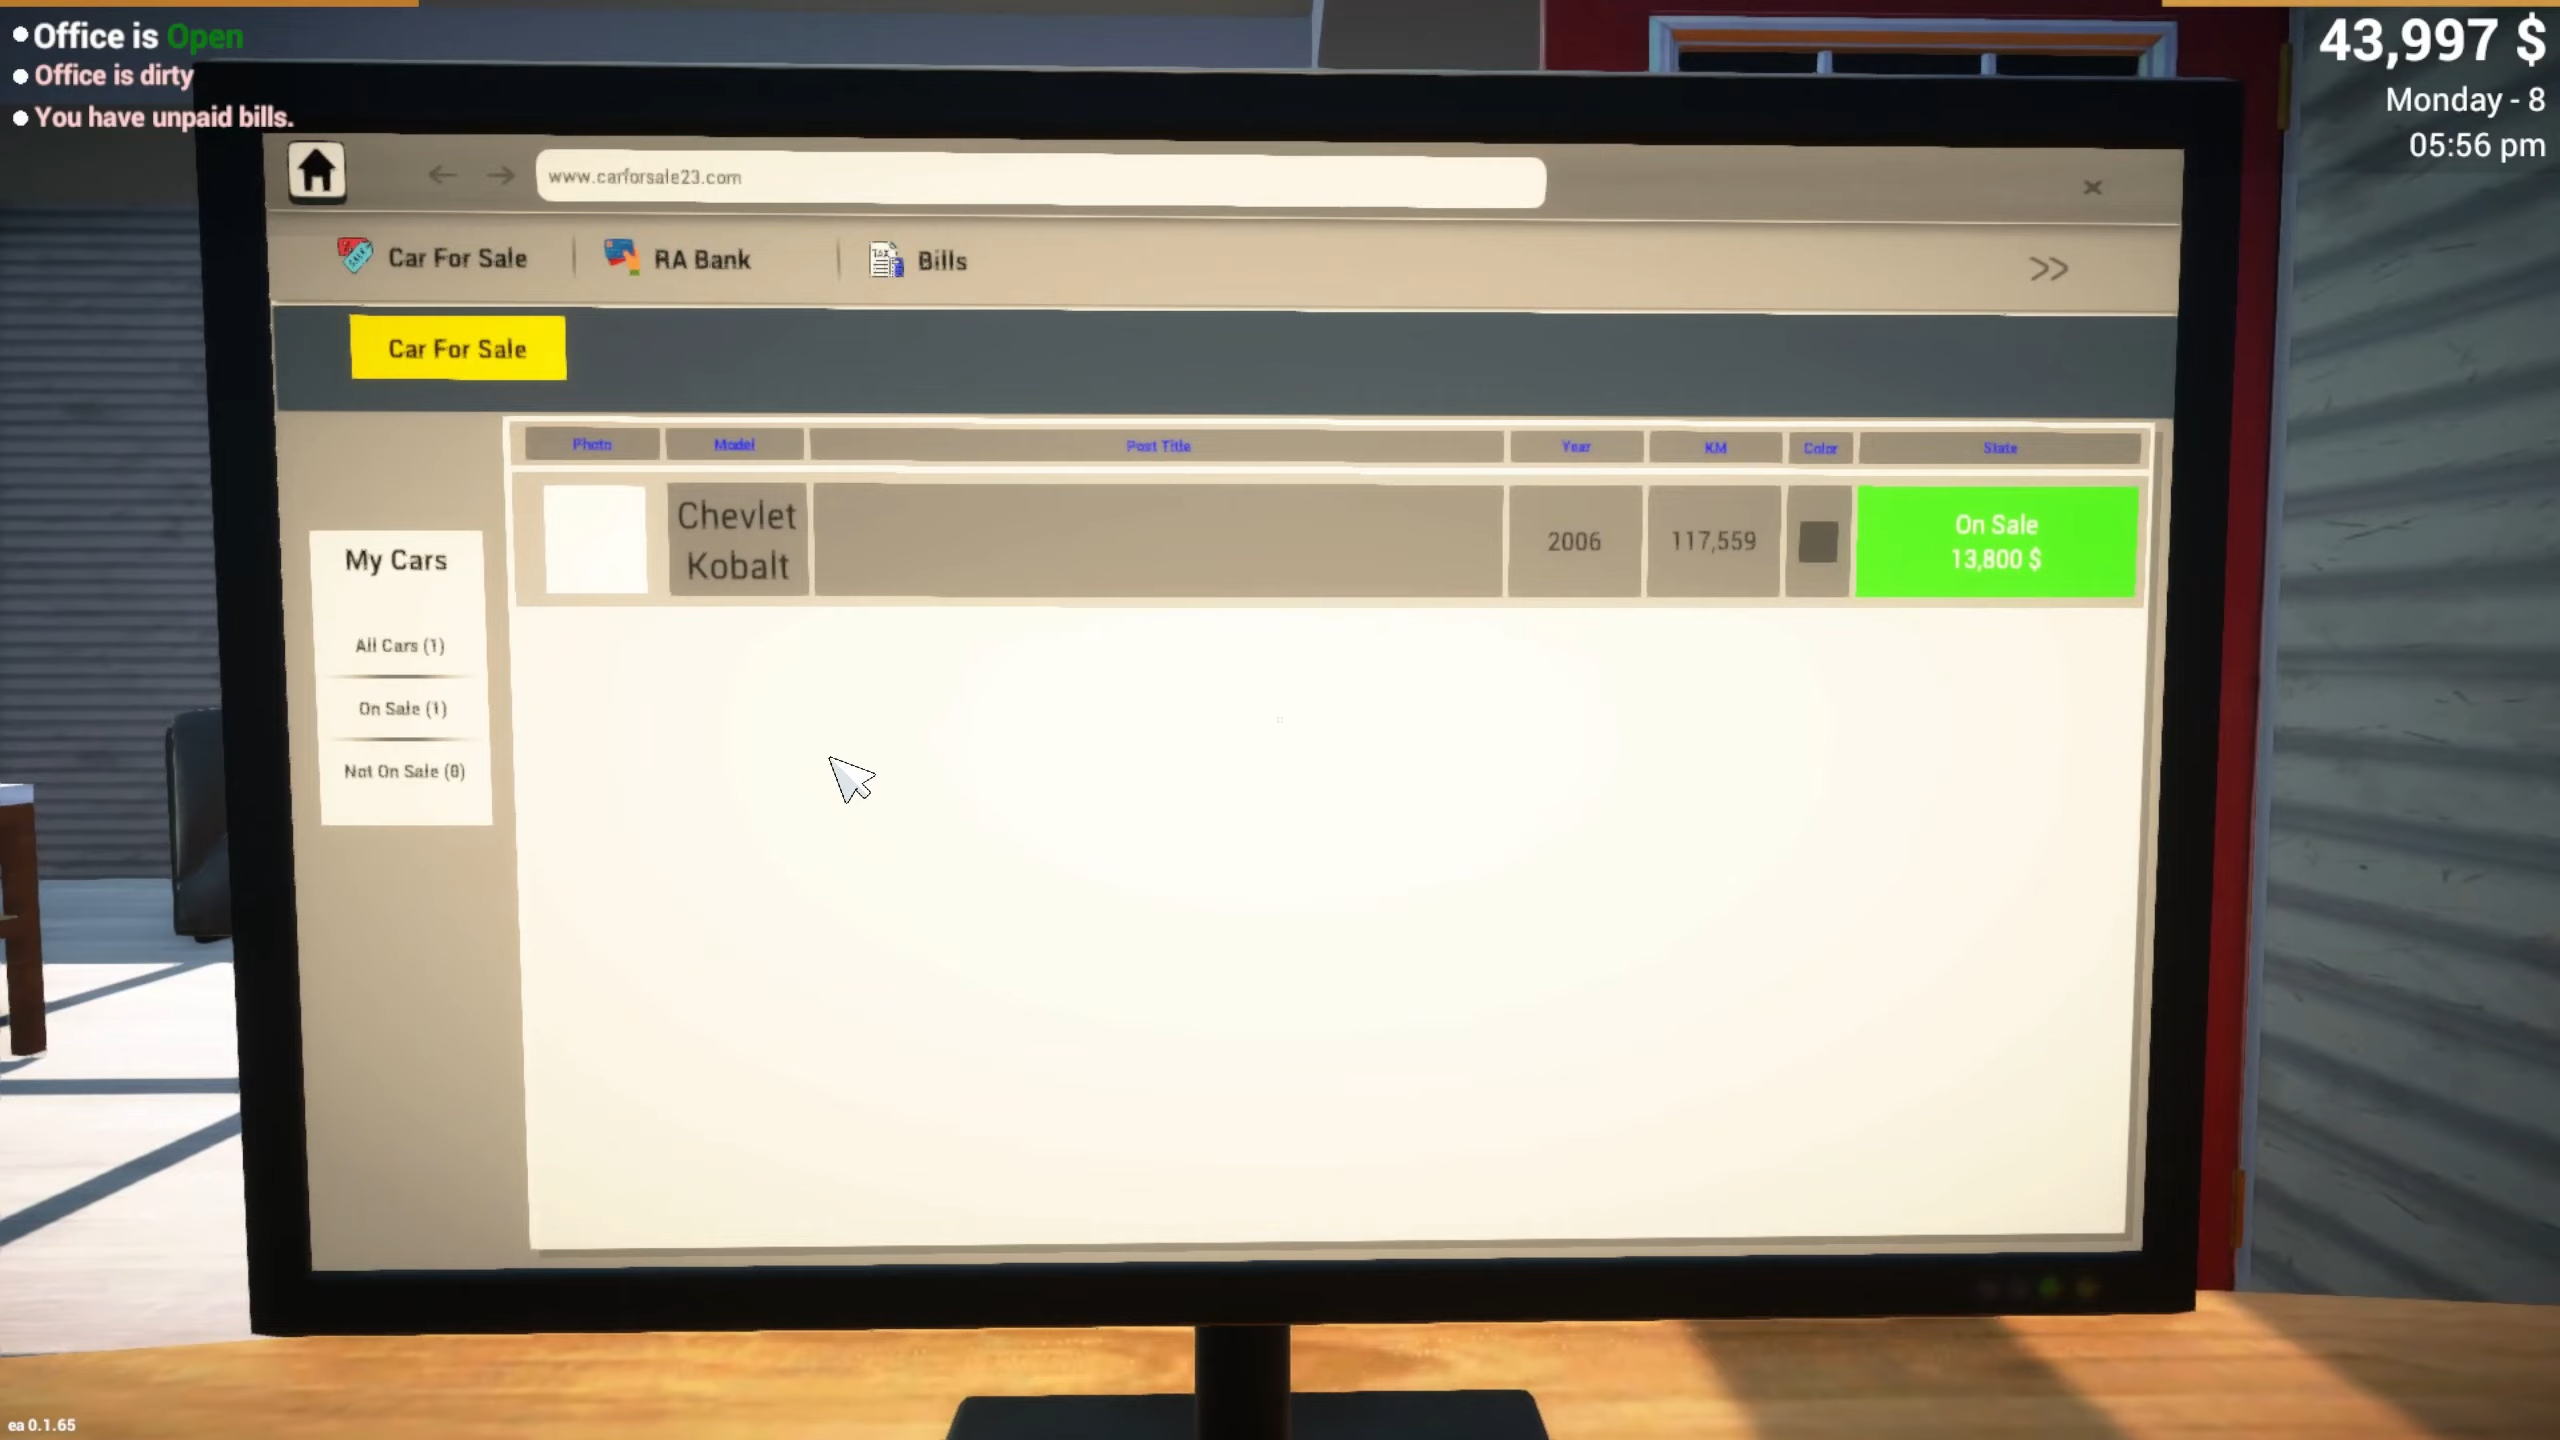 Office is Open
Office is dirty
You have unpaid bills.
43,997 $
Monday - 8
05:56 pm
www.carforsale23.com
×
Car For Sale
RA Bank
Bills
>>
Car For Sale
Photo
Model
Post Title
Year
KM
Color
State
Chevlet
Kobalt
2006
117,559
On Sale
13,800 $
My Cars
All Cars (1)
On Sale (1)
Not On Sale (0)
ea 0.1.65